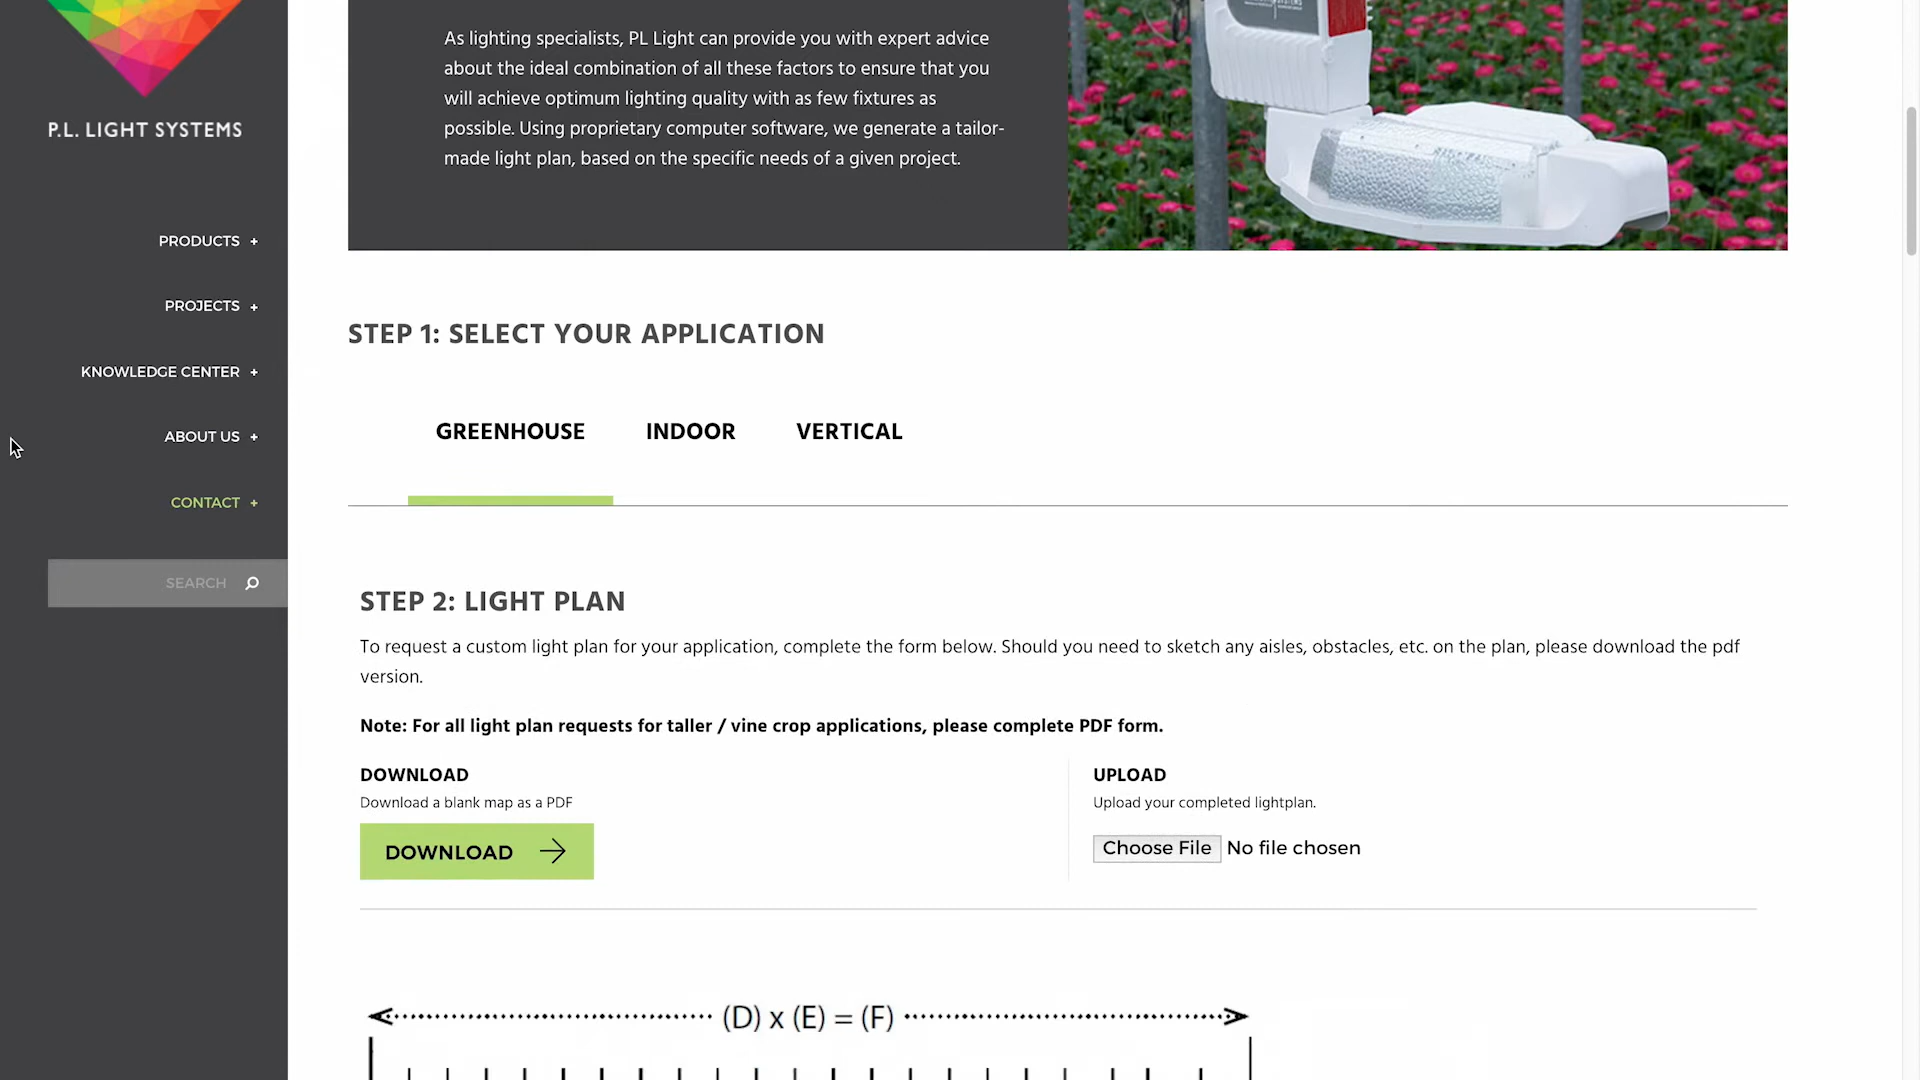 P.L. LIGHT SYSTEMS
PRODUCTS +
PROJECTS +
KNOWLEDGE CENTER +
ABOUT US +
CONTACT +
SEARCH
As lighting specialists, PL Light can provide you with expert advice
about the ideal combination of all these factors to ensure that you
will achieve optimum lighting quality with as few fixtures as
possible. Using proprietary computer software, we generate a tailor-
made light plan, based on the specific needs of a given project.
STEP 1: SELECT YOUR APPLICATION
GREENHOUSE INDOOR VERTICAL
STEP 2: LIGHT PLAN
To request a custom light plan for your application, complete the form below. Should you need to sketch any aisles, obstacles, etc. on the plan, please download the pdf
version.
Note: For all light plan requests for taller / vine crop applications, please complete PDF form.
DOWNLOAD
Download a blank map as a PDF
DOWNLOAD
UPLOAD
Upload your completed lightplan.
Choose File No file chosen
(D) x (E) = (F)